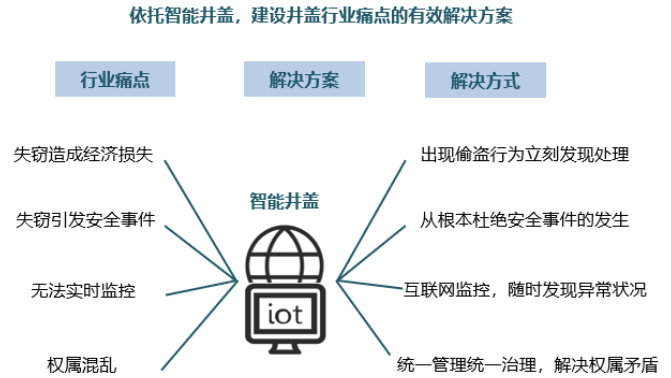 依托智能井盖，建设井盖行业痛点的有效解决方案
行业痛点
解决方案
解决方式
失窃造成经济损失
出现偷盗行为立刻发现处理
智能井盖
失窃引发安全事件
从根本杜绝安全事件的发生
无法实时监控
互联网监控，随时发现异常状况
iot
权属混乱
统一管理统一治理，解决权属矛盾